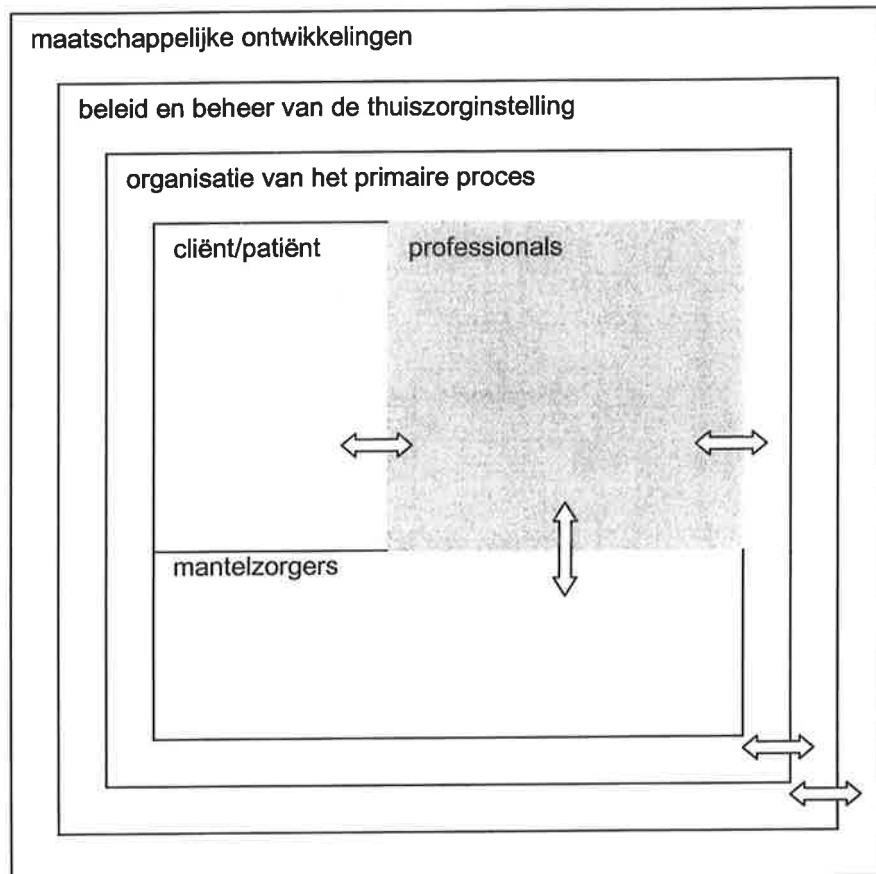 maatschappelijke ontwikkelingen
beleid en beheer van de thuiszorginstelling
organisatie van het primaire proces
cliënt/patiënt
professionals
mantelzorgers